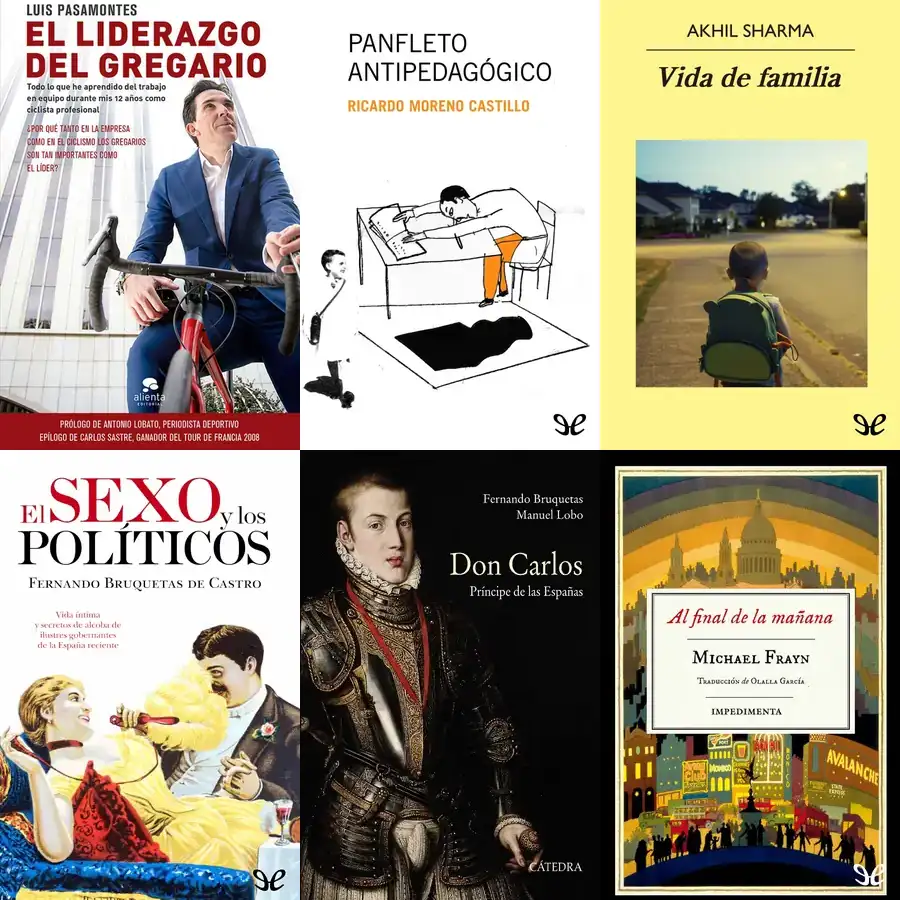 LUIS PASAMONTES
EL LIDERAZGO
DEL GREGARIO
Todo lo que he aprendido del trabajo
en equipo durante mis 12 años como
ciclista profesional
¿POR QUÉ TANTO EN LA EMPRESA
COMO EN EL CICLISMO LOS GREGARIOS
SON TAN IMPORTANTES COMO
EL LÍDER?
alienta
EDITORIAL
PRÓLOGO DE ANTONIO LOBATO, PERIODISTA DEPORTIVO
EPÍLOGO DE CARLOS SASTRE, GANADOR DEL TOUR DE FRANCIA 2008
PANFLETO
ANTIPEDAGÓGICO
RICARDO MORENO CASTILLO
AKHIL SHARMA
Vida de familia
El SEXO
y los
POLÍTICOS
FERNANDO BRUQUETAS DE CASTRO
Vida íntima
y secretos de alcoba de
ilustres gobernantes
de la España reciente
Fernando Bruquetas
Manuel Lobo
Don Carlos
Príncipe de las Españas
CÁTEDRA
Al final de la mañana
MICHAEL FRAYN
TRADUCCIÓN de OLALLA GARCÍA
IMPEDIMENTA
AVALANCHE